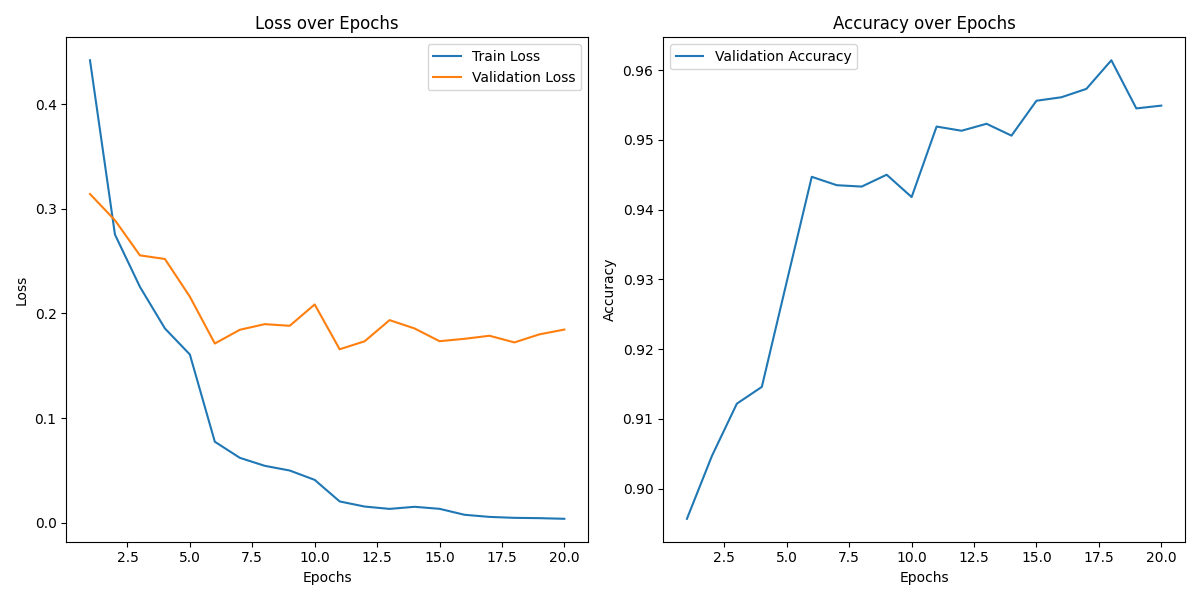 Loss over Epochs
Train Loss
Validation Loss
0.4
0.3
0.2
0.1
0.0
Loss
2.5 5.0 7.5 10.0 12.5 15.0 17.5 20.0
Epochs
Accuracy over Epochs
Validation Accuracy
0.96
0.95
0.94
0.93
0.92
0.91
0.90
Accuracy
2.5 5.0 7.5 10.0 12.5 15.0 17.5 20.0
Epochs